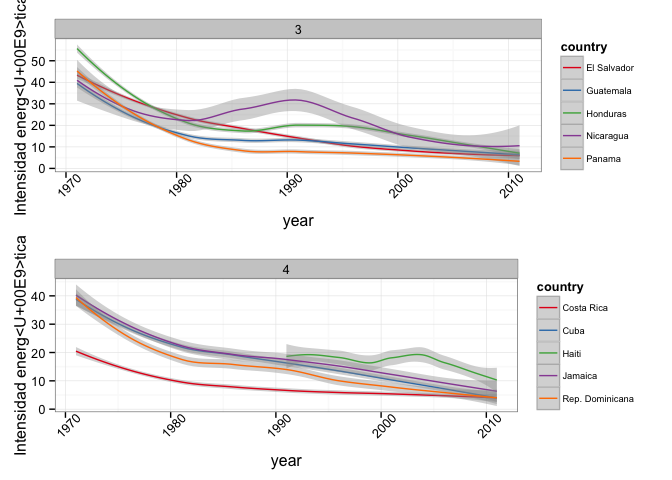 3
Intensidad energ<U+00E9>tica
50
40
30
20
10
0
1970
1980
1990
2000
2010
year
country
El Salvador
Guatemala
Honduras
Nicaragua
Panama
4
Intensidad energ<U+00E9>tica
40
30
20
10
0
1970
1980
1990
2000
2010
year
country
Costa Rica
Cuba
Haiti
Jamaica
Rep. Dominicana